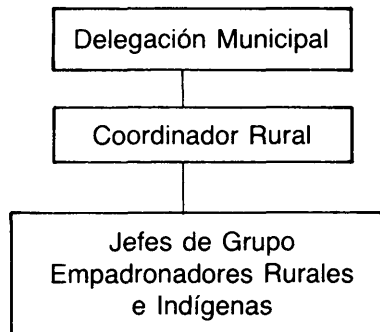 Delegación Municipal
Coordinador Rural
Jefes de Grupo
Empadronadores Rurales
e Indígenas